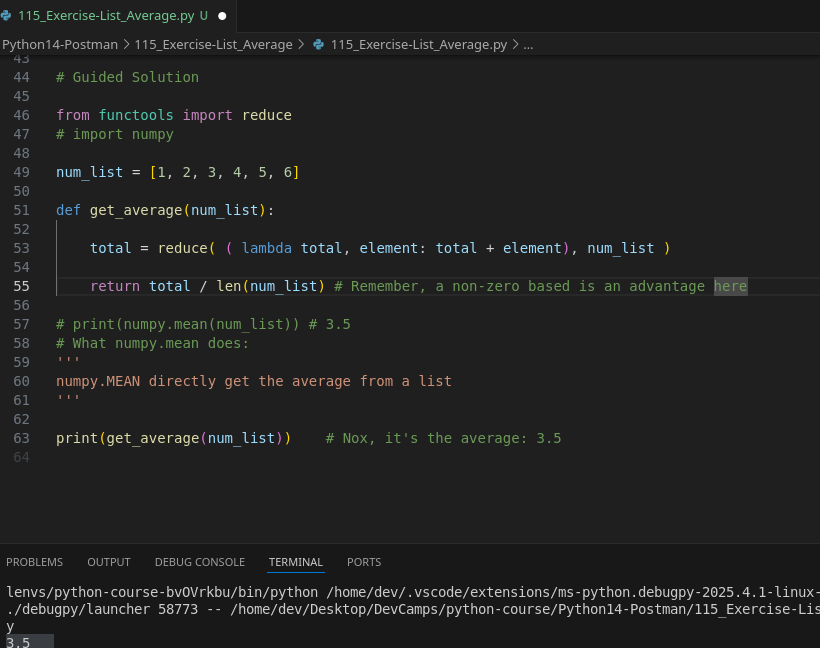 115_Exercise-List_Average.py U
Python14-Postman > 115_Exercise-List_Average > 115_Exercise-List_Average.py > ...
43
44 # Guided Solution
45
46 from functools import reduce
47 # import numpy
48
49 num_list = [1, 2, 3, 4, 5, 6]
50
51 def get_average(num_list):
52
53 total = reduce( ( lambda total, element: total + element), num_list )
54
55 return total / len(num_list) # Remember, a non-zero based is an advantage here
56
57 # print(numpy.mean(num_list)) # 3.5
58 # What numpy.mean does:
59 '''
60 numpy.MEAN directly get the average from a list
61 '''
62
63 print(get_average(num_list)) # Nox, it's the average: 3.5
64
PROBLEMS OUTPUT DEBUG CONSOLE TERMINAL PORTS
lenvs/python-course-bvOVrkbu/bin/python /home/dev/.vscode/extensions/ms-python.debugpy-2025.4.1-linux-
./debugpy/launcher 58773 -- /home/dev/Desktop/DevCamps/python-course/Python14-Postman/115_Exercise-Lis
y
3.5